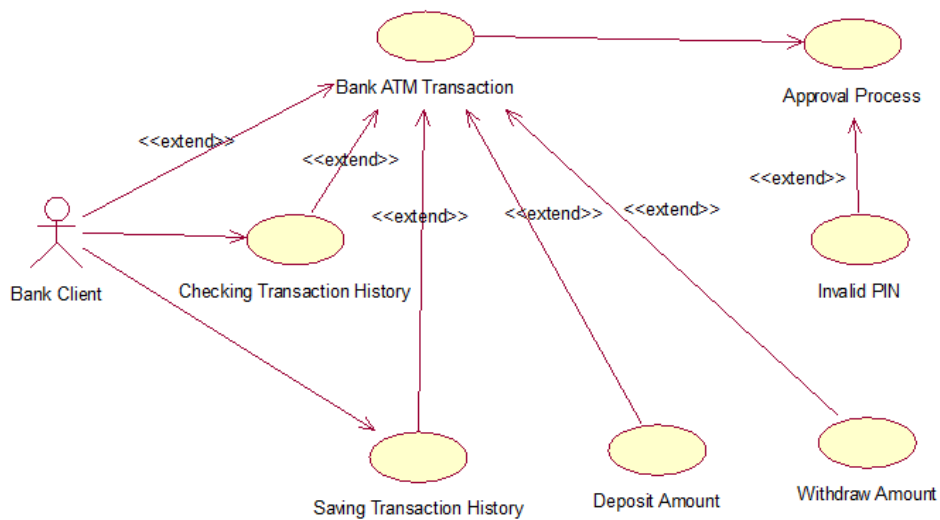 Bank ATM Transaction
Approval Process
<<extend>>
<<extend>>
<<extend>>
<<extend>>
<<extend>>
<<extend>>
Bank Client
Checking Transaction History
Invalid PIN
Saving Transaction History
Deposit Amount
Withdraw Amount